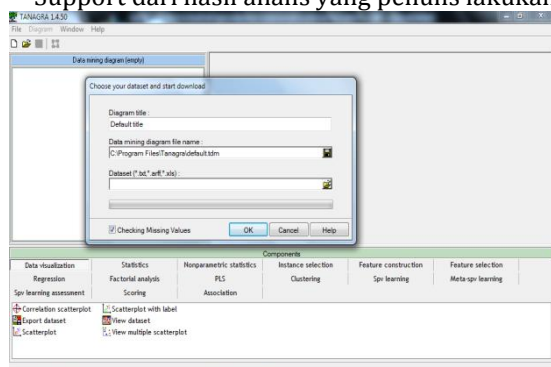 Support dari hasil analis yang penulis lakukan
TANAGRA 1.4.50
File Diagram Window Help
Data mining diagram (empty)
Choose your dataset and start download
Diagram title :
Default title
Data mining diagram file name :
C:\Program Files\Tanagra\default.tdm
Dataset (*.txt,*.arff,*.xls) :
Checking Missing Values OK Cancel Help
Components
Data visualization Statistics Nonparametric statistics Instance selection Feature construction Feature selection
Regression Factorial analysis PLS Clustering Spv learning Meta-spv learning
Spv learning assessment Scoring Association
Correlation scatterplot Scatterplot with label
Export dataset View dataset
Scatterplot View multiple scatterplot